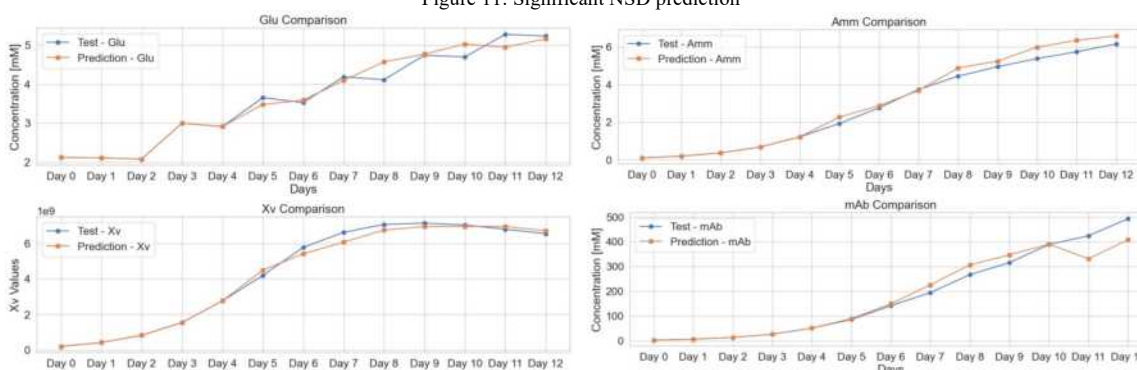 Figure 11: Significant NSD prediction
Glu Comparison
Test - Glu
Prediction - Glu
Concentration [mM]
5
4
3
2
Day 0 Day 1 Day 2 Day 3 Day 4 Day 5 Day 6 Day 7 Day 8 Day 9 Day 10 Day 11 Day 12
Days
Amm Comparison
Test - Amm
Prediction - Amm
Concentration [mM]
6
4
2
0
Day 0 Day 1 Day 2 Day 3 Day 4 Day 5 Day 6 Day 7 Day 8 Day 9 Day 10 Day 11 Day 12
Days
1e9
Xv Comparison
Test - Xv
Prediction - Xv
Xv Values
6
4
2
0
Day 0 Day 1 Day 2 Day 3 Day 4 Day 5 Day 6 Day 7 Day 8 Day 9 Day 10 Day 11 Day 12
mAb Comparison
Test - mAb
Prediction - mAb
Concentration [mM]
500
400
300
200
100
0
Day 0 Day 1 Day 2 Day 3 Day 4 Day 5 Day 6 Day 7 Day 8 Day 9 Day 10 Day 11 Day 1
Days